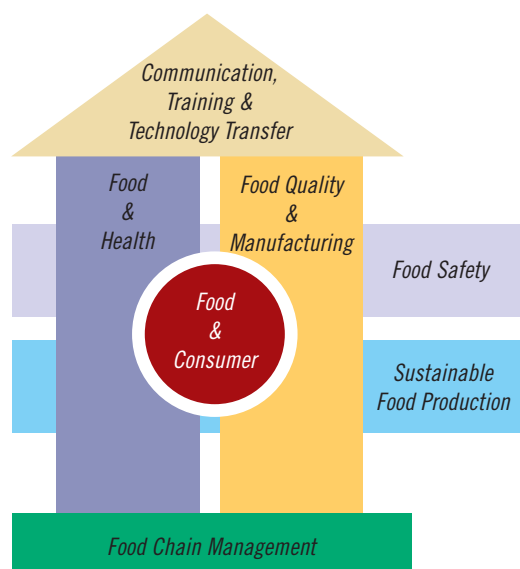 Communication,
Training &
Technology Transfer
Food
&
Health
Food Quality
&
Manufacturing
Food Safety
Food
&
Consumer
Sustainable
Food Production
Food Chain Management